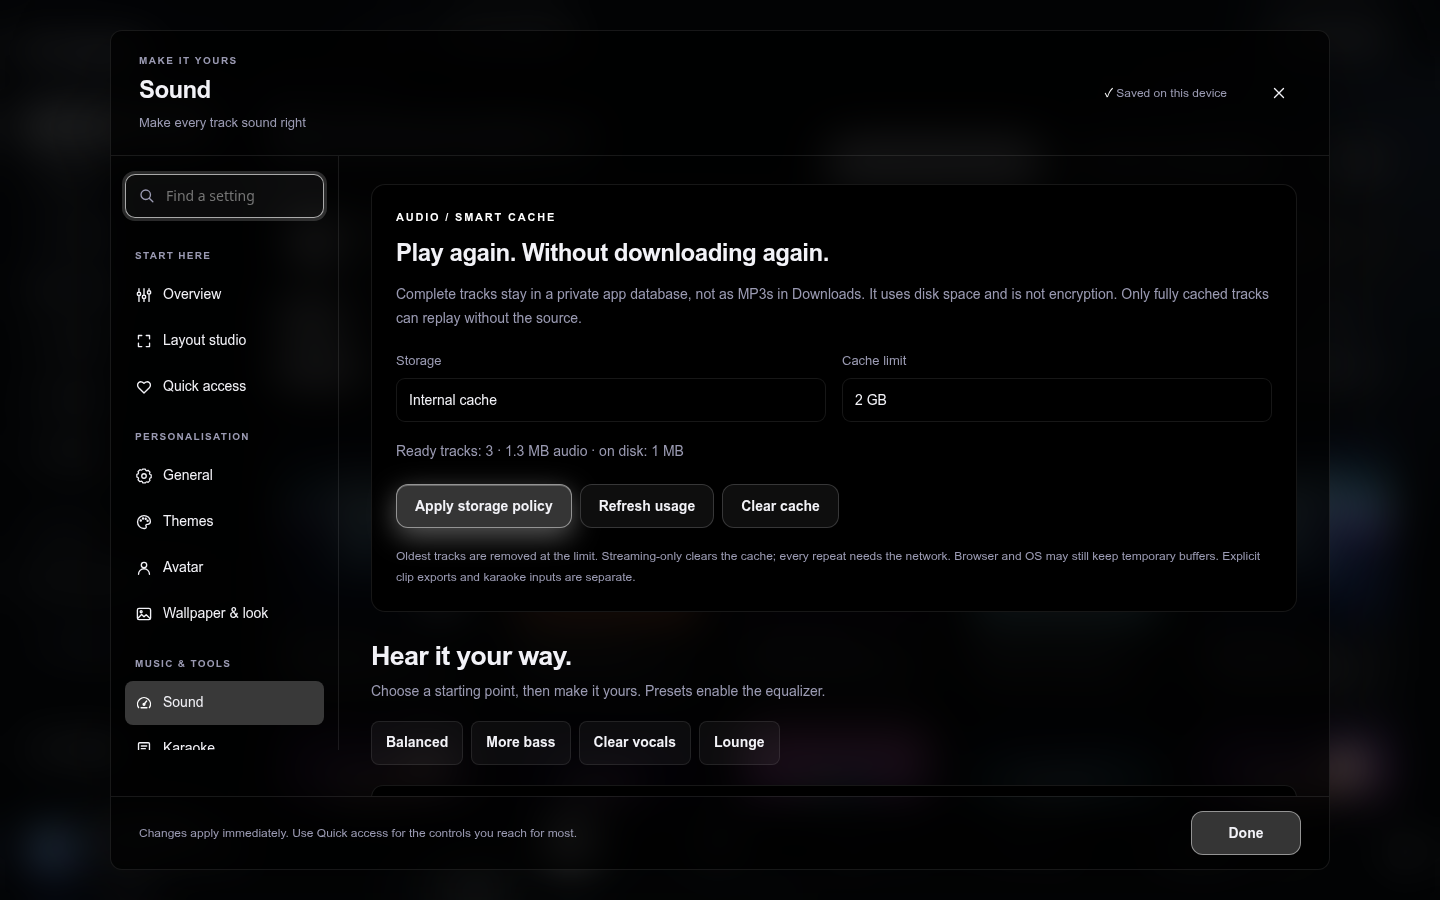 MAKE IT YOURS
Sound
Make every track sound right
✓ Saved on this device
Find a setting
START HERE
Overview
Layout studio
Quick access
PERSONALISATION
General
Themes
Avatar
Wallpaper & look
MUSIC & TOOLS
Sound
Karaoke
AUDIO / SMART CACHE
Play again. Without downloading again.
Complete tracks stay in a private app database, not as MP3s in Downloads. It uses disk space and is not encryption. Only fully cached tracks
can replay without the source.
Storage
Cache limit
Internal cache
2 GB
Ready tracks: 3 · 1.3 MB audio · on disk: 1 MB
Apply storage policy
Refresh usage
Clear cache
Oldest tracks are removed at the limit. Streaming-only clears the cache; every repeat needs the network. Browser and OS may still keep temporary buffers. Explicit
clip exports and karaoke inputs are separate.
Hear it your way.
Choose a starting point, then make it yours. Presets enable the equalizer.
Balanced
More bass
Clear vocals
Lounge
Changes apply immediately. Use Quick access for the controls you reach for most.
Done